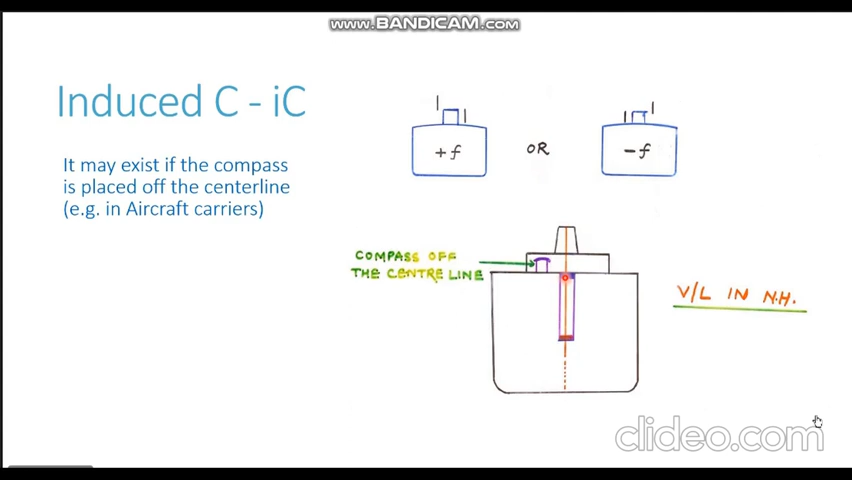 www.BANDICAM.com
Induced C - iC
It may exist if the compass
is placed off the centerline
(e.g. in Aircraft carriers)
+f OR -f
COMPASS OFF
THE CENTRE LINE
V/L IN N.H.
clideo.com